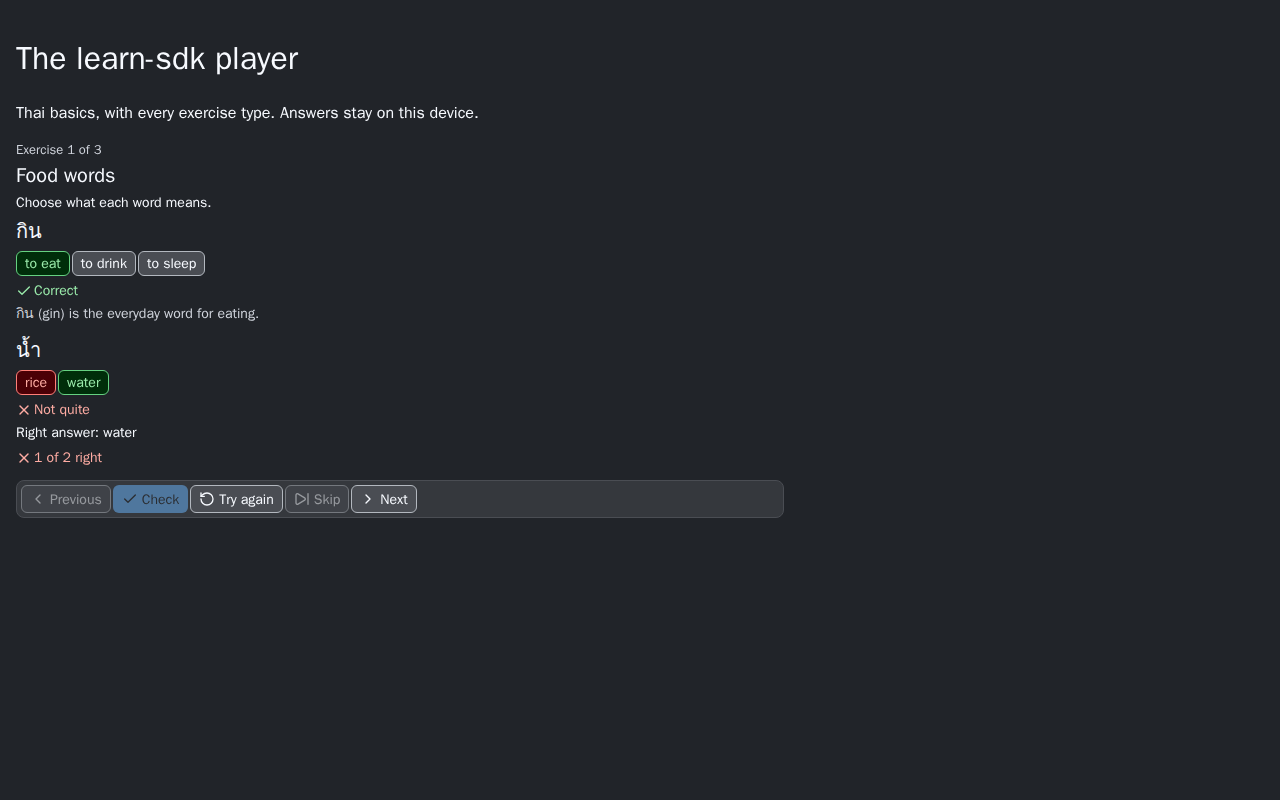 The learn-sdk player
Thai basics, with every exercise type. Answers stay on this device.
Exercise 1 of 3
Food words
Choose what each word means.
กิน
to eat to drink to sleep
Correct
กิน (gin) is the everyday word for eating.
น้ำ
rice water
Not quite
Right answer: water
1 of 2 right
Previous Check Try again Skip Next